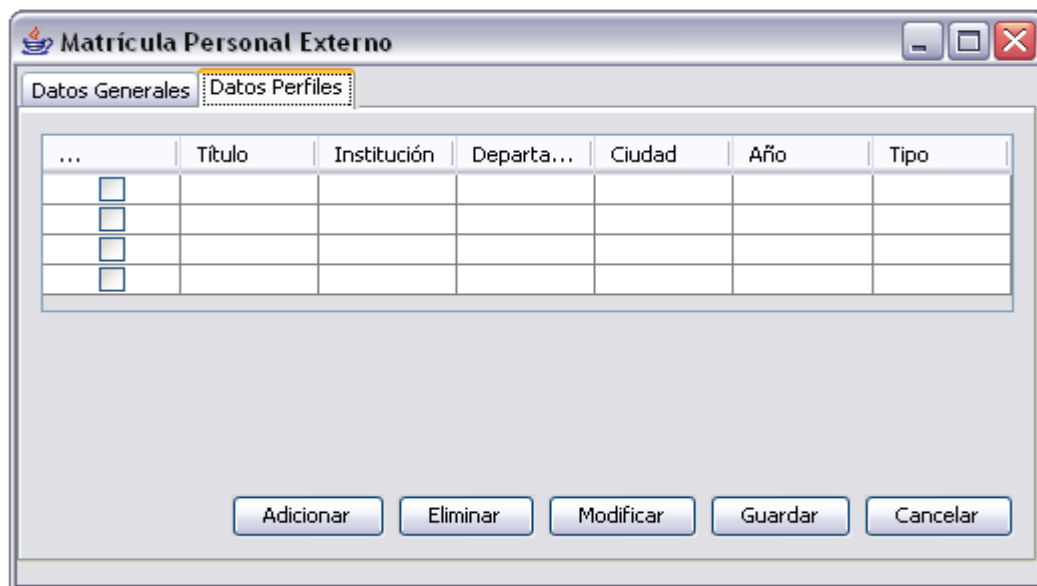 Matrícula Personal Externo
Datos Generales Datos Perfiles
... Título Institución Departa... Ciudad Año Tipo
Adicionar Eliminar Modificar Guardar Cancelar